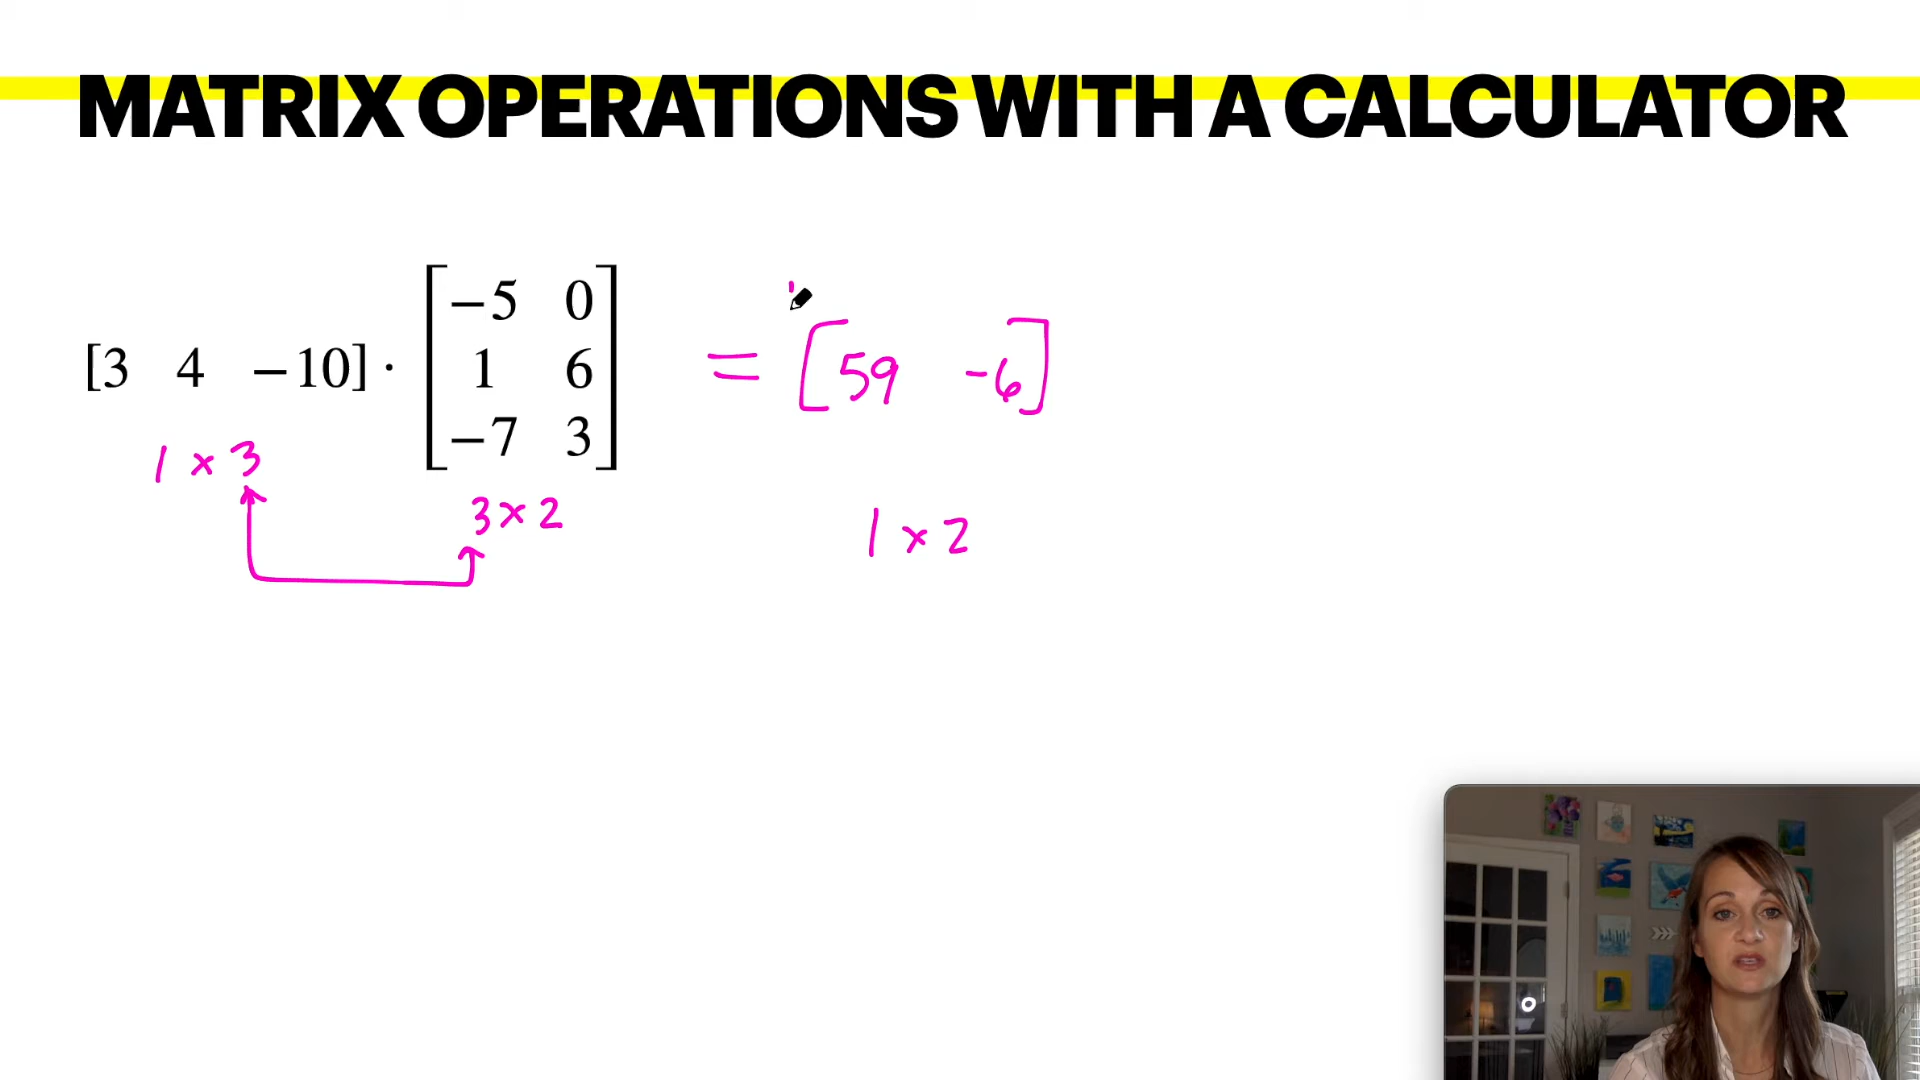 MATRIX OPERATIONS WITH A CALCULATOR
[3 4 −10] · [−5 0
1 6
−7 3] = [59 -6]
1 x 3
3 x 2
1 x 2